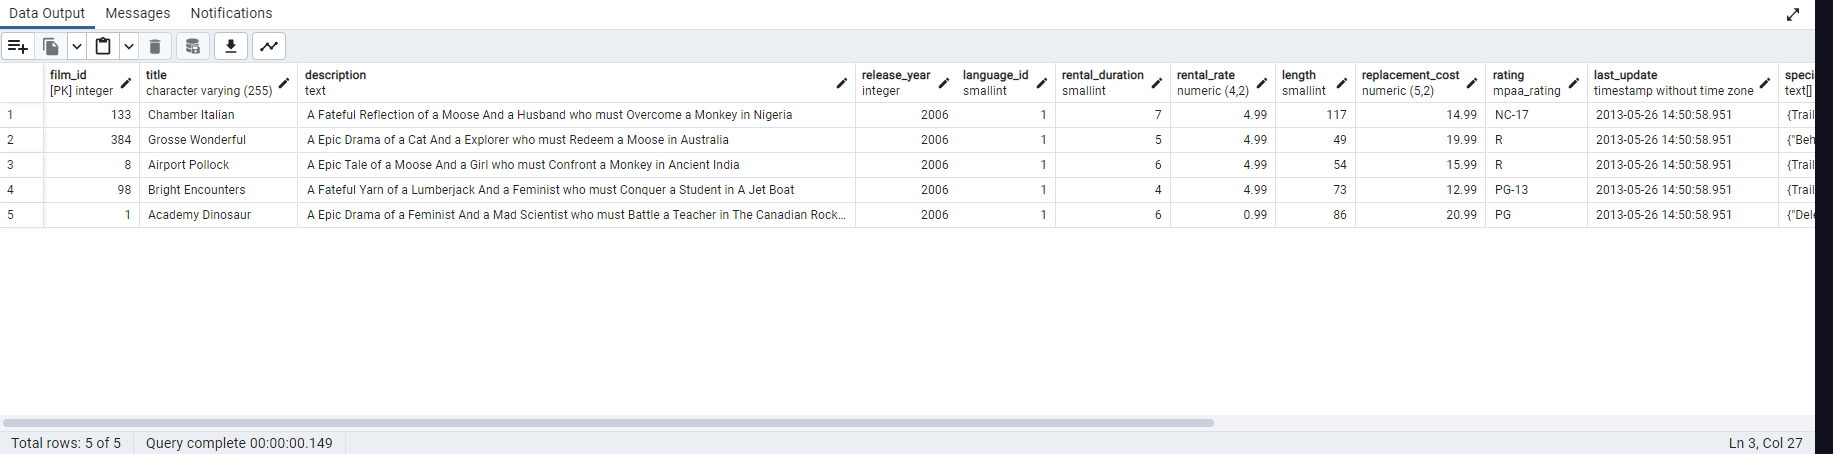 Data Output Messages Notifications
film_id title description release_year language_id rental_duration rental_rate length replacement_cost rating last_update speci
[PK] integer character varying (255) text integer smallint smallint numeric (4,2) smallint numeric (5,2) mpaa_rating timestamp without time zone text[]
1 133 Chamber Italian A Fateful Reflection of a Moose And a Husband who must Overcome a Monkey in Nigeria 2006 1 7 4.99 117 14.99 NC-17 2013-05-26 14:50:58.951 {Trail
2 384 Grosse Wonderful A Epic Drama of a Cat And a Explorer who must Redeem a Moose in Australia 2006 1 5 4.99 49 19.99 R 2013-05-26 14:50:58.951 {"Beh
3 8 Airport Pollock A Epic Tale of a Moose And a Girl who must Confront a Monkey in Ancient India 2006 1 6 4.99 54 15.99 R 2013-05-26 14:50:58.951 {Trail
4 98 Bright Encounters A Fateful Yarn of a Lumberjack And a Feminist who must Conquer a Student in A Jet Boat 2006 1 4 4.99 73 12.99 PG-13 2013-05-26 14:50:58.951 {Trail
5 1 Academy Dinosaur A Epic Drama of a Feminist And a Mad Scientist who must Battle a Teacher in The Canadian Rock... 2006 1 6 0.99 86 20.99 PG 2013-05-26 14:50:58.951 {"Dele
Total rows: 5 of 5 Query complete 00:00:00.149 Ln 3, Col 27